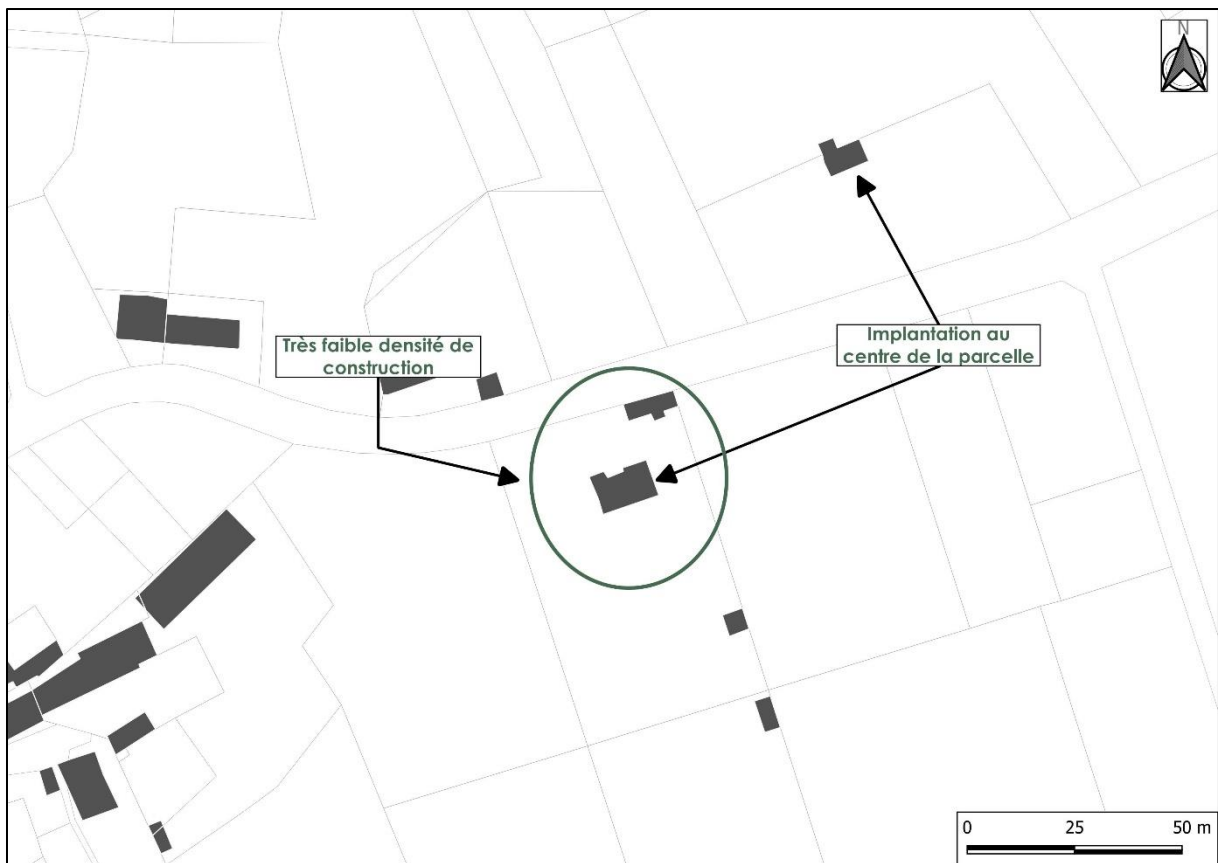 N
Très faible densité de
construction
Implantation au
centre de la parcelle
0 25 50 m